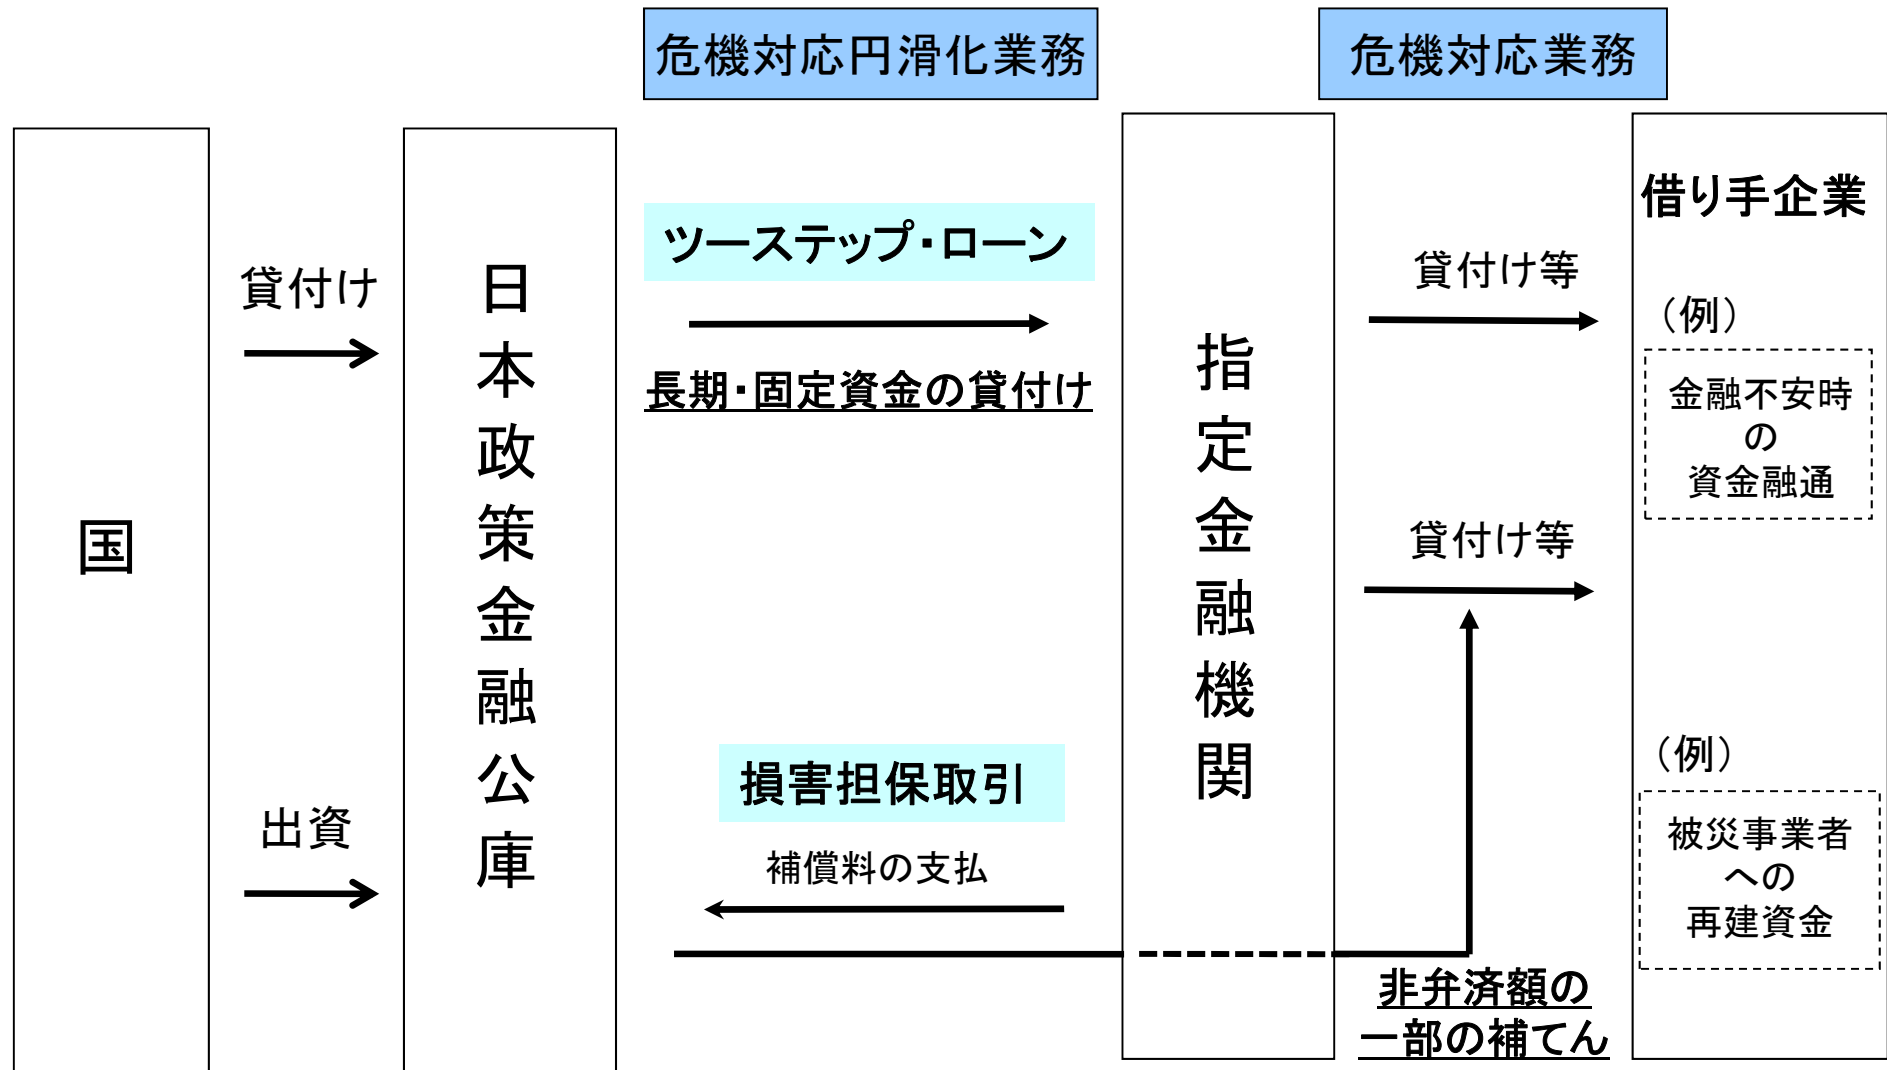 危機対応円滑化業務
危機対応業務
国
貸付け
出資
日本政策金融公庫
ツーステップ・ローン
長期・固定資金の貸付け
損害担保取引
補償料の支払
指定金融機関
貸付け等
貸付け等
非弁済額の
一部の補てん
借り手企業
（例）
金融不安時
の
資金融通
（例）
被災事業者
への
再建資金